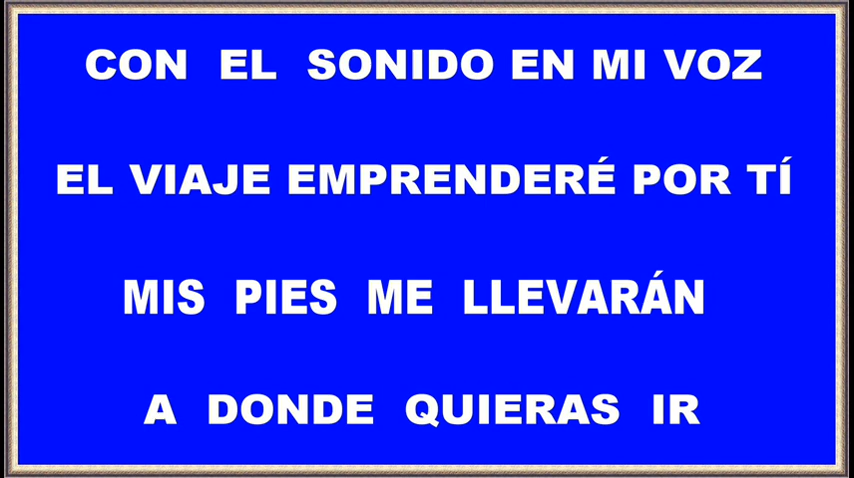 CON EL SONIDO EN MI VOZ
EL VIAJE EMPRENDERÉ POR TÍ
MIS PIES ME LLEVARÁN
A DONDE QUIERAS IR